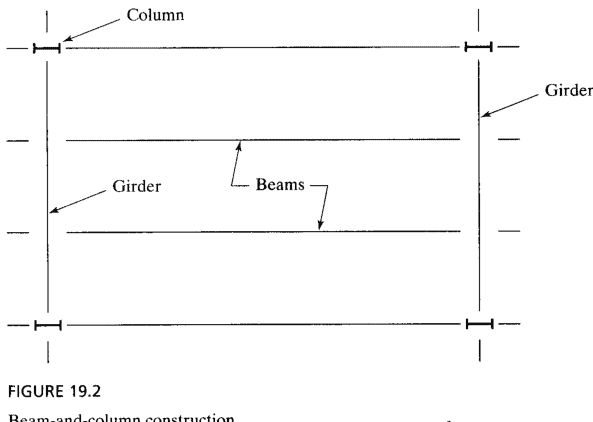 Column
Girder
Girder
Beams
FIGURE 19.2
Beam-and-column construction